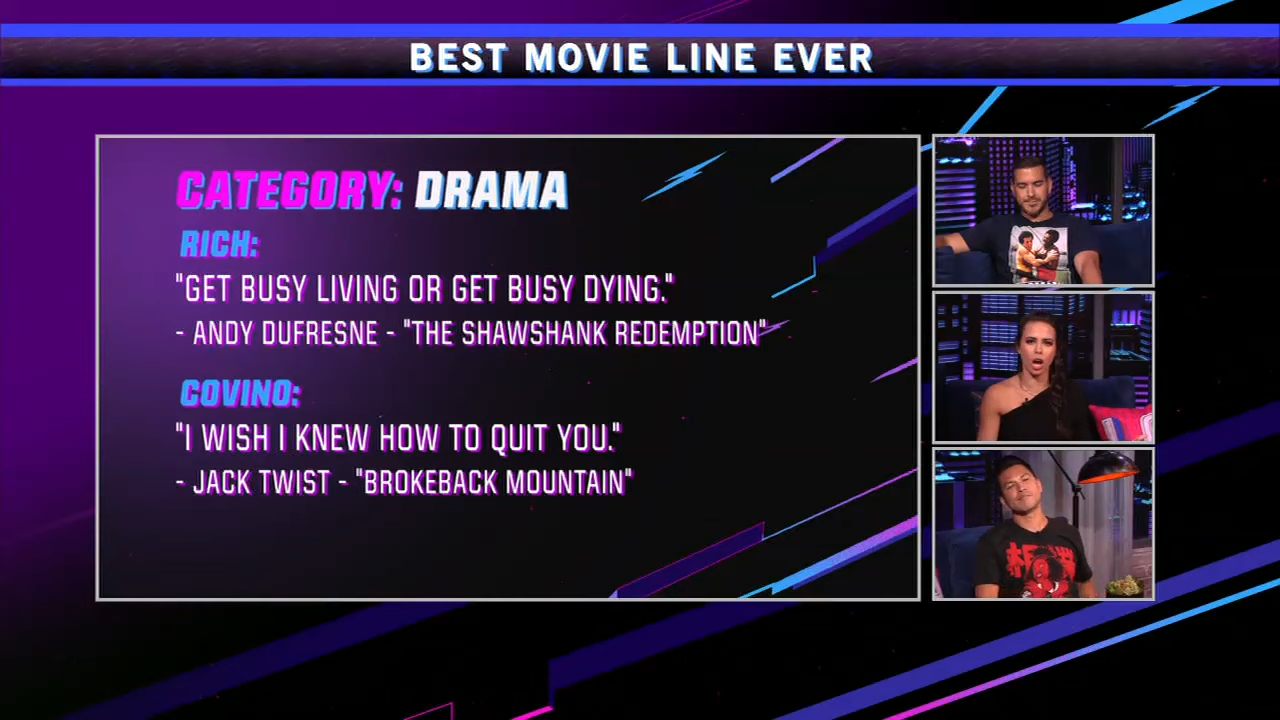 BEST MOVIE LINE EVER
CATEGORY: DRAMA
RICH:
"GET BUSY LIVING OR GET BUSY DYING."
- ANDY DUFRESNE - "THE SHAWSHANK REDEMPTION"
COVINO:
"I WISH I KNEW HOW TO QUIT YOU."
- JACK TWIST - "BROKEBACK MOUNTAIN"